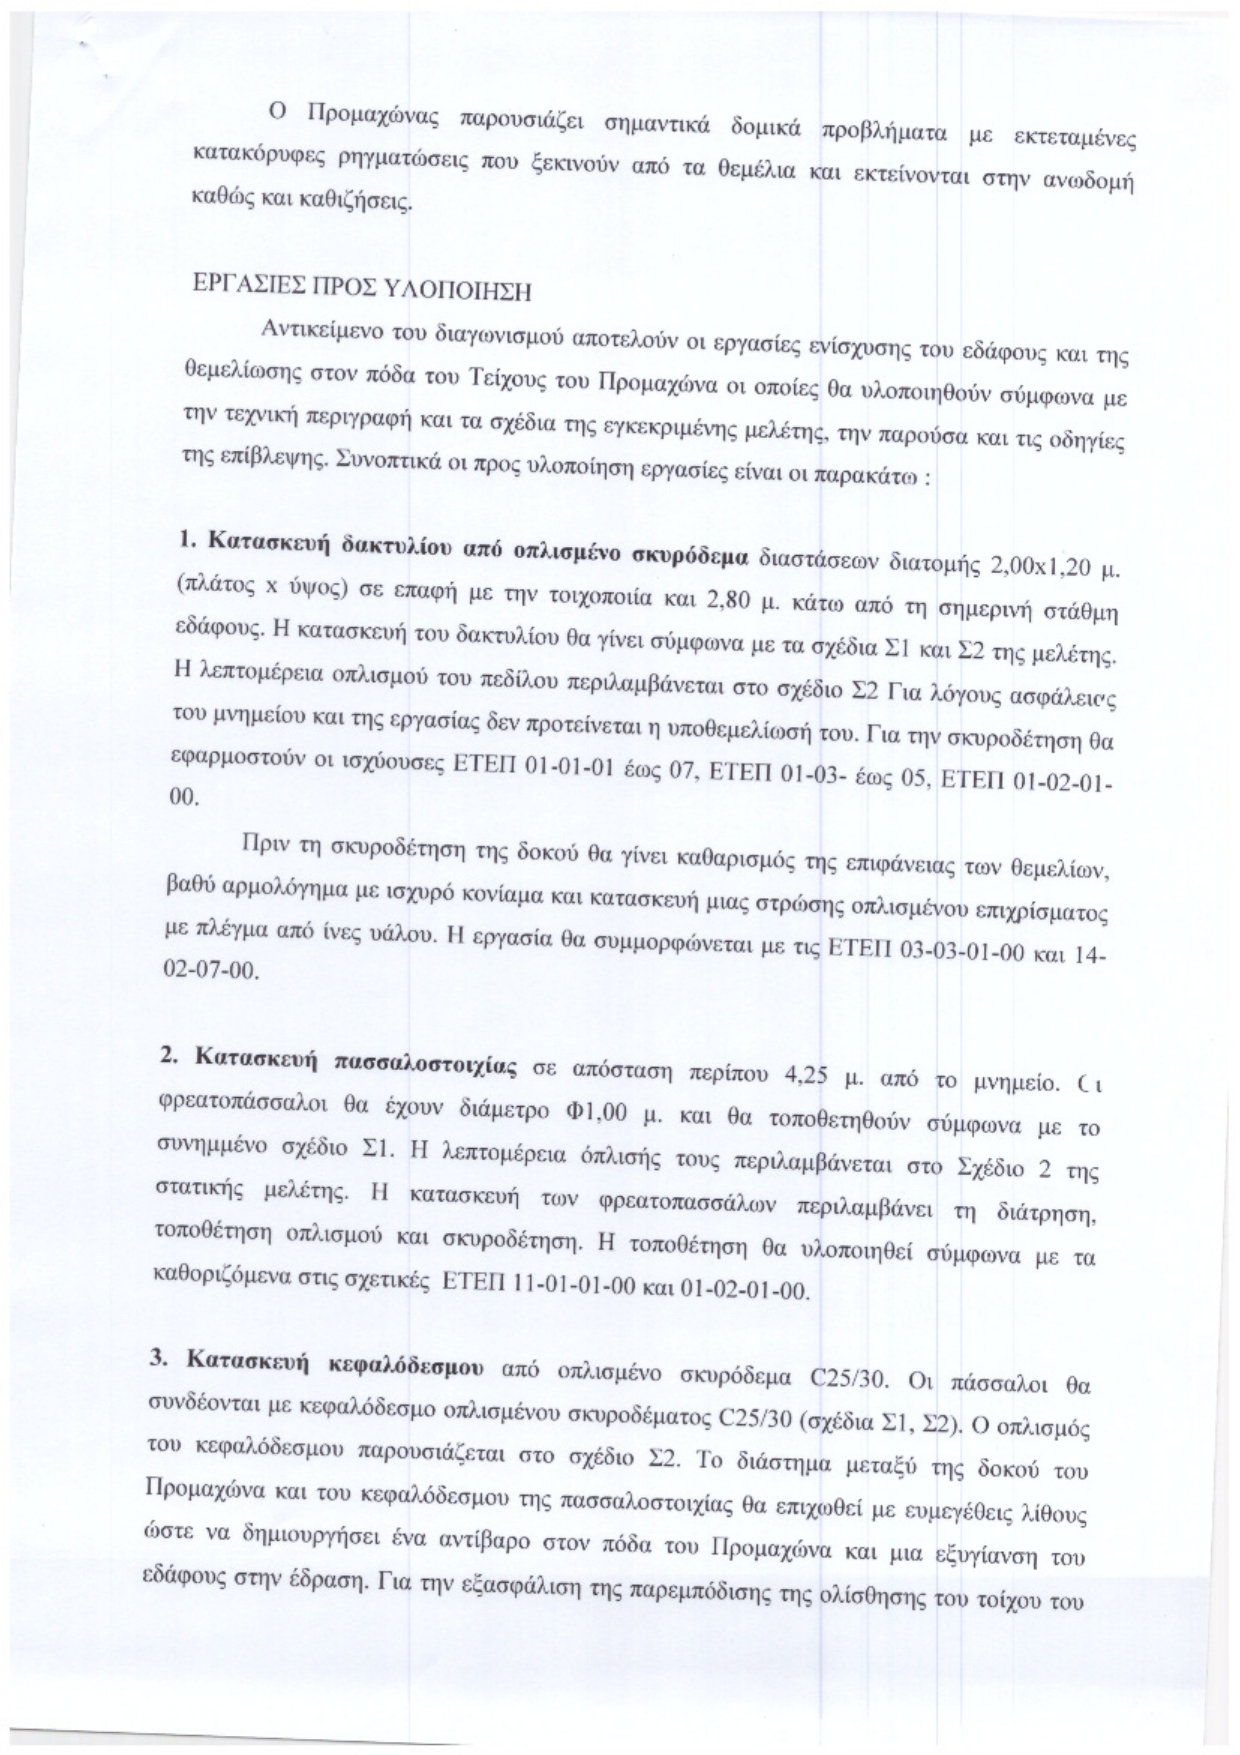 Ο Προμαχώνας παρουσιάζει σημαντικά δομικά προβλήματα με εκτεταμένες
κατακόρυφες ρηγματώσεις που ξεκινούν από τα θεμέλια και εκτείνονται στην ανωδομή
καθώς και καθιζήσεις.
ΕΡΓΑΣΙΕΣ ΠΡΟΣ ΥΛΟΠΟΙΗΣΗ
Αντικείμενο του διαγωνισμού αποτελούν οι εργασίες ενίσχυσης του εδάφους και της
θεμελίωσης στον πόδα του Τείχους του Προμαχώνα οι οποίες θα υλοποιηθούν σύμφωνα με
την τεχνική περιγραφή και τα σχέδια της εγκεκριμένης μελέτης, την παρούσα και τις οδηγίες
της επίβλεψης. Συνοπτικά οι προς υλοποίηση εργασίες είναι οι παρακάτω :
1. Κατασκευή δακτυλίου από οπλισμένο σκυρόδεμα διαστάσεων διατομής 2,00x1,20 μ.
(πλάτος x ύψος) σε επαφή με την τοιχοποιία και 2,80 μ. κάτω από τη σημερινή στάθμη
εδάφους. Η κατασκευή του δακτυλίου θα γίνει σύμφωνα με τα σχέδια Σ1 και Σ2 της μελέτης.
Η λεπτομέρεια οπλισμού του πεδίλου περιλαμβάνεται στο σχέδιο Σ2 Για λόγους ασφάλειας
του μνημείου και της εργασίας δεν προτείνεται η υποθεμελίωσή του. Για την σκυροδέτηση θα
εφαρμοστούν οι ισχύουσες ΕΤΕΠ 01-01-01 έως 07, ΕΤΕΠ 01-03- έως 05, ΕΤΕΠ 01-02-01-
00.
Πριν τη σκυροδέτηση της δοκού θα γίνει καθαρισμός της επιφάνειας των θεμελίων,
βαθύ αρμολόγημα με ισχυρό κονίαμα και κατασκευή μιας στρώσης οπλισμένου επιχρίσματος
με πλέγμα από ίνες υάλου. Η εργασία θα συμμορφώνεται με τις ΕΤΕΠ 03-03-01-00 και 14-
02-07-00.
2. Κατασκευή πασσαλοστοιχίας σε απόσταση περίπου 4,25 μ. από το μνημείο. Οι
φρεατοπάσσαλοι θα έχουν διάμετρο Φ1,00 μ. και θα τοποθετηθούν σύμφωνα με το
συνημμένο σχέδιο Σ1. Η λεπτομέρεια όπλισής τους περιλαμβάνεται στο Σχέδιο 2 της
στατικής μελέτης. Η κατασκευή των φρεατοπασσάλων περιλαμβάνει τη διάτρηση,
τοποθέτηση οπλισμού και σκυροδέτηση. Η τοποθέτηση θα υλοποιηθεί σύμφωνα με τα
καθοριζόμενα στις σχετικές ΕΤΕΠ 11-01-01-00 και 01-02-01-00.
3. Κατασκευή κεφαλόδεσμου από οπλισμένο σκυρόδεμα C25/30. Οι πάσσαλοι θα
συνδέονται με κεφαλόδεσμο οπλισμένου σκυροδέματος C25/30 (σχέδια Σ1, Σ2). Ο οπλισμός
του κεφαλόδεσμου παρουσιάζεται στο σχέδιο Σ2. Το διάστημα μεταξύ της δοκού του
Προμαχώνα και του κεφαλόδεσμου της πασσαλοστοιχίας θα επιχωθεί με ευμεγέθεις λίθους
ώστε να δημιουργήσει ένα αντίβαρο στον πόδα του Προμαχώνα και μια εξυγίανση του
εδάφους στην έδραση. Για την εξασφάλιση της παρεμπόδισης της ολίσθησης του τοίχου του